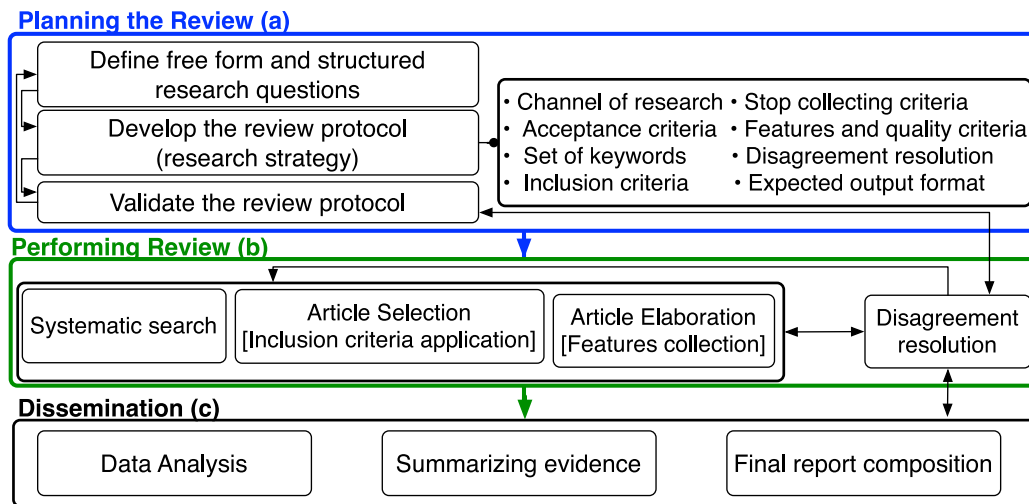 Planning the Review (a)
Define free form and structured
research questions
Develop the review protocol
(research strategy)
Validate the review protocol
• Channel of research
• Acceptance criteria
• Set of keywords
• Inclusion criteria
• Stop collecting criteria
• Features and quality criteria
• Disagreement resolution
• Expected output format
Performing Review (b)
Systematic search
Article Selection
[Inclusion criteria application]
Article Elaboration
[Features collection]
Disagreement
resolution
Dissemination (c)
Data Analysis
Summarizing evidence
Final report composition